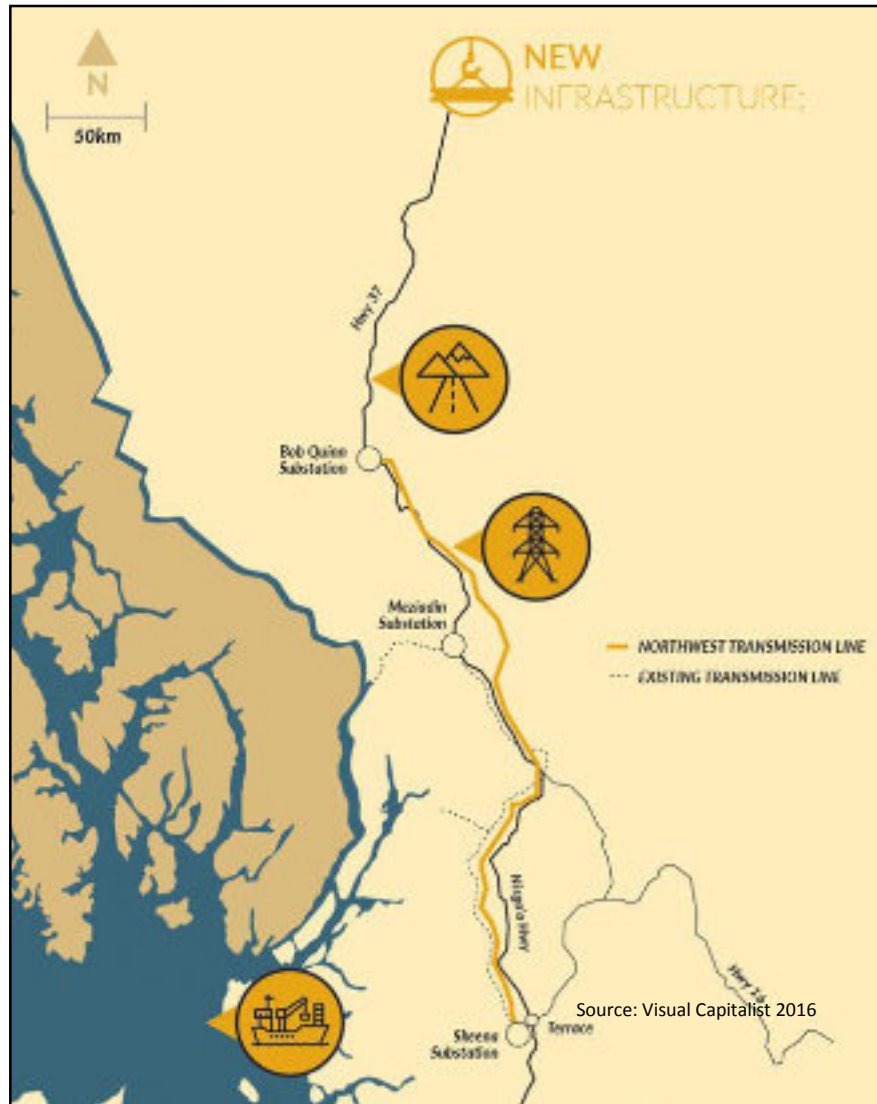 N
50km
NEW
INFRASTRUCTURE:
Hwy 37
Bob Quinn
Substation
Meziadin
Substation
NORTHWEST TRANSMISSION LINE
EXISTING TRANSMISSION LINE
Nisga'a Hwy
Hwy 16
Source: Visual Capitalist 2016
Skeena
Substation
Terrace